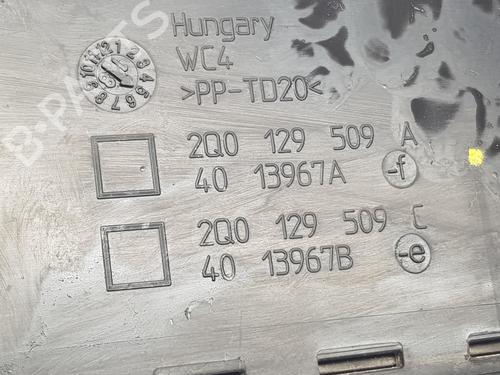 Hungary
WC4
>PP-TD20<
2Q0 129 509 A
40 13967A -f
2Q0 129 509 C
40 13967B -e
B-PARTS